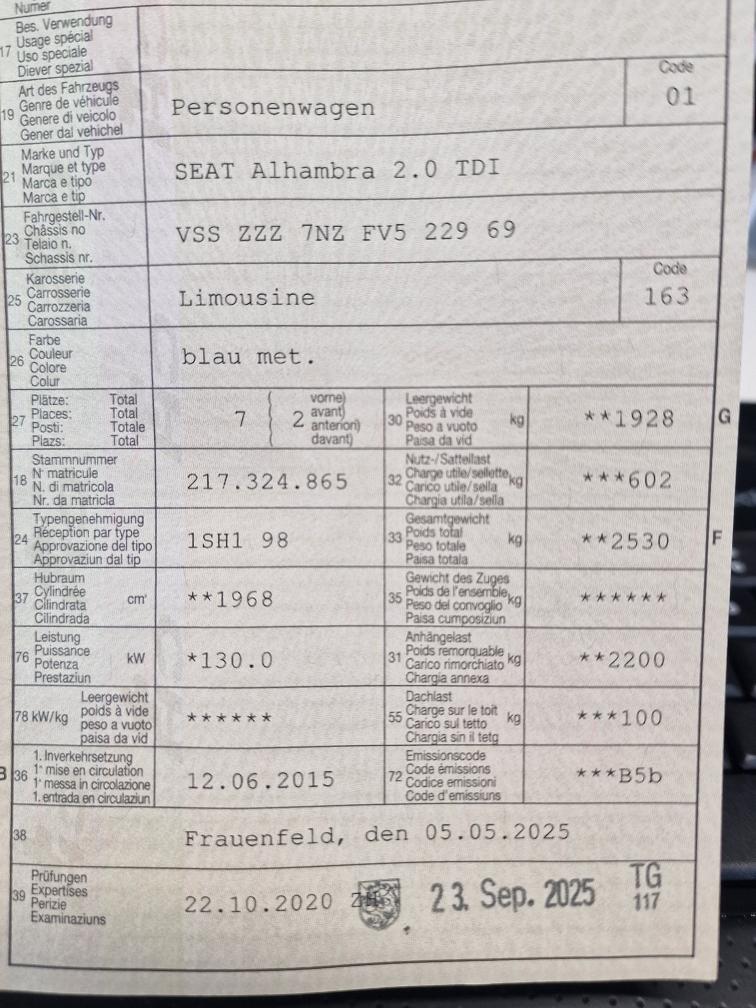 Numer
17 Bes. Verwendung
Usage spécial
Uso speciale
Diever spezial
19 Art des Fahrzeugs
Genre de véhicule
Genere di veicolo
Gener dal vehichel
Personenwagen
Code
01
21 Marke und Typ
Marque et type
Marca e tipo
Marca e tip
SEAT Alhambra 2.0 TDI
23 Fahrgestell-Nr.
Châssis no
Telaio n.
Schassis nr.
VSS ZZZ 7NZ FV5 229 69
25 Karosserie
Carrosserie
Carrozzeria
Carossaria
Limousine
Code
163
26 Farbe
Couleur
Colore
Colur
blau met.
27 Plätze: Total
Places: Total
Posti: Totale
Plazs: Total
7 ( 2 vorne)
avant)
anteriori)
davant)
30 Leergewicht
Poids à vide
Peso a vuoto
Paisa da vid
kg
**1928
G
18 Stammnummer
N° matricule
N. di matricola
Nr. da matricla
217.324.865
32 Nutz-/Sattellast
Charge utile/sellette
Carico utile/sella
Chargia utila/sella
kg
***602
24 Typengenehmigung
Réception par type
Approvazione del tipo
Approvaziun dal tip
1SH1 98
33 Gesamtgewicht
Poids total
Peso totale
Paisa totala
kg
**2530
F
37 Hubraum
Cylindrée
Cilindrata
Cilindrada
cm³
**1968
35 Gewicht des Zuges
Poids de l'ensemble
Peso del convoglio
Paisa cumposiziun
kg
******
76 Leistung
Puissance
Potenza
Prestaziun
kW
*130.0
31 Anhängelast
Poids remorquable
Carico rimorchiato
Chargia annexa
kg
**2200
78 kW/kg Leergewicht
poids à vide
peso a vuoto
paisa da vid
******
55 Dachlast
Charge sur le toit
Carico sul tetto
Chargia sin il tetg
kg
***100
B 36 1. Inverkehrsetzung
1ᵉ mise en circulation
1ᵃ messa in circolazione
1. entrada en circulaziun
12.06.2015
72 Emissionscode
Code émissions
Codice emissioni
Code d'emissiuns
***B5b
38
Frauenfeld, den 05.05.2025
39 Prüfungen
Expertises
Perizie
Examinaziuns
22.10.2020 ZH
23. Sep. 2025
TG
117